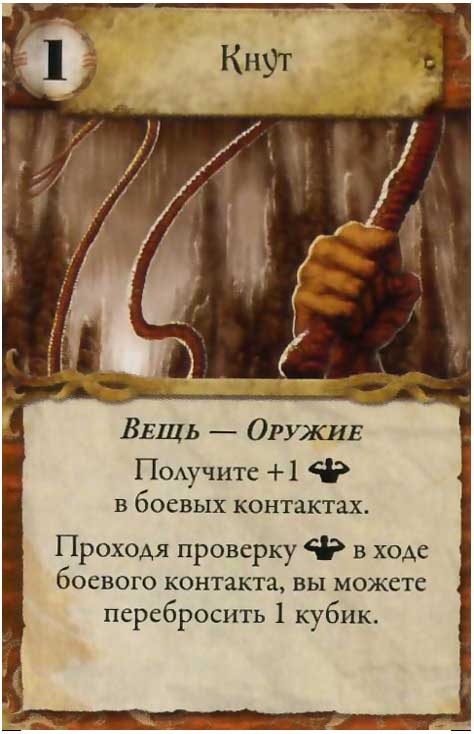 1
Кнут
Вещь — Оружие
Получите +1
в боевых контактах.
Проходя проверку в ходе
боевого контакта, вы можете
перебросить 1 кубик.